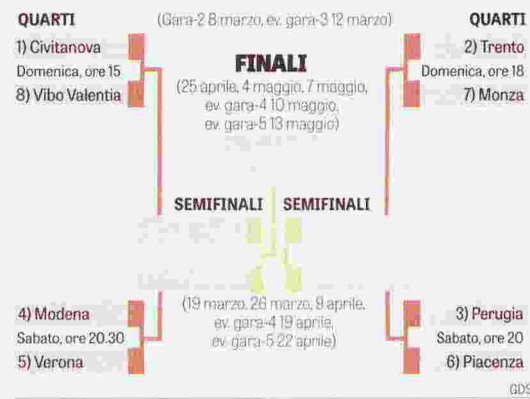 QUARTI
(Gara-2 8 marzo, ev. gara-3 12 marzo)
QUARTI
1) Civitanova
Domenica, ore 15
8) Vibo Valentia
FINALI
(25 aprile, 4 maggio, 7 maggio,
ev. gara-4 10 maggio,
ev. gara-5 13 maggio)
2) Trento
Domenica, ore 18
7) Monza
SEMIFINALI
SEMIFINALI
4) Modena
Sabato, ore 20.30
5) Verona
(19 marzo, 26 marzo, 9 aprile,
ev. gara-4 19 aprile,
ev. gara-5 22 aprile)
3) Perugia
Sabato, ore 20
6) Piacenza
GDS